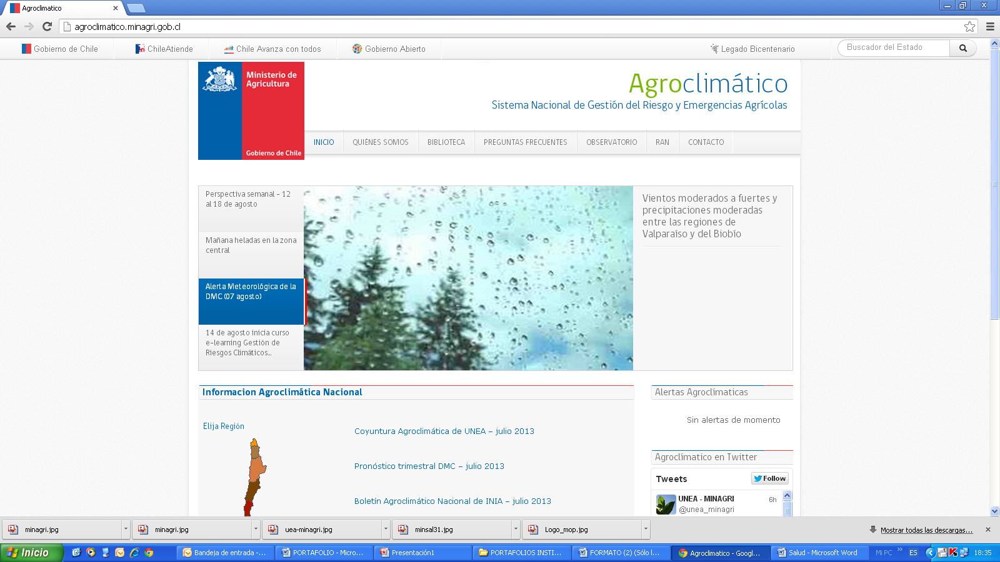 Agroclimatico
agroclimatico.minagri.gob.cl
Gobierno de Chile
ChileAtiende
Chile Avanza con todos
Gobierno Abierto
Legado Bicentenario
Buscador del Estado
Ministerio de
Agricultura
Gobierno de Chile
Agroclimático
Sistema Nacional de Gestión del Riesgo y Emergencias Agrícolas
INICIO
QUIÉNES SOMOS
BIBLIOTECA
PREGUNTAS FRECUENTES
OBSERVATORIO
RAN
CONTACTO
Perspectiva semanal - 12
al 18 de agosto
Mañana heladas en la zona
central
Alerta Meteorológica de la
DMC (07 agosto)
14 de agosto inicia curso
e-learning Gestión de
Riesgos Climáticos...
Vientos moderados a fuertes y
precipitaciones moderadas
entre las regiones de
Valparaíso y del Biobío
Informacion Agroclimática Nacional
Elija Región
Coyuntura Agroclimática de UNEA – julio 2013
Pronóstico trimestral DMC – julio 2013
Boletín Agroclimático Nacional de INIA – julio 2013
Alertas Agroclímaticas
Sin alertas de momento
Agroclímatico en Twitter
Tweets
Follow
UNEA - MINAGRI
6h
@unea_minagri
minagri.jpg
minagri.jpg
uea-minagri.jpg
minsal31.jpg
Logo_mop.jpg
Mostrar todas las descargas...
Inicio
Bandeja de entrada -...
PORTAFOLIO - Micro...
Presentación1
PORTAFOLIOS INSTI...
FORMATO (2) (Sólo l...
Agroclimatico - Googl...
Salud - Microsoft Word
Mi PC
»
ES
18:35